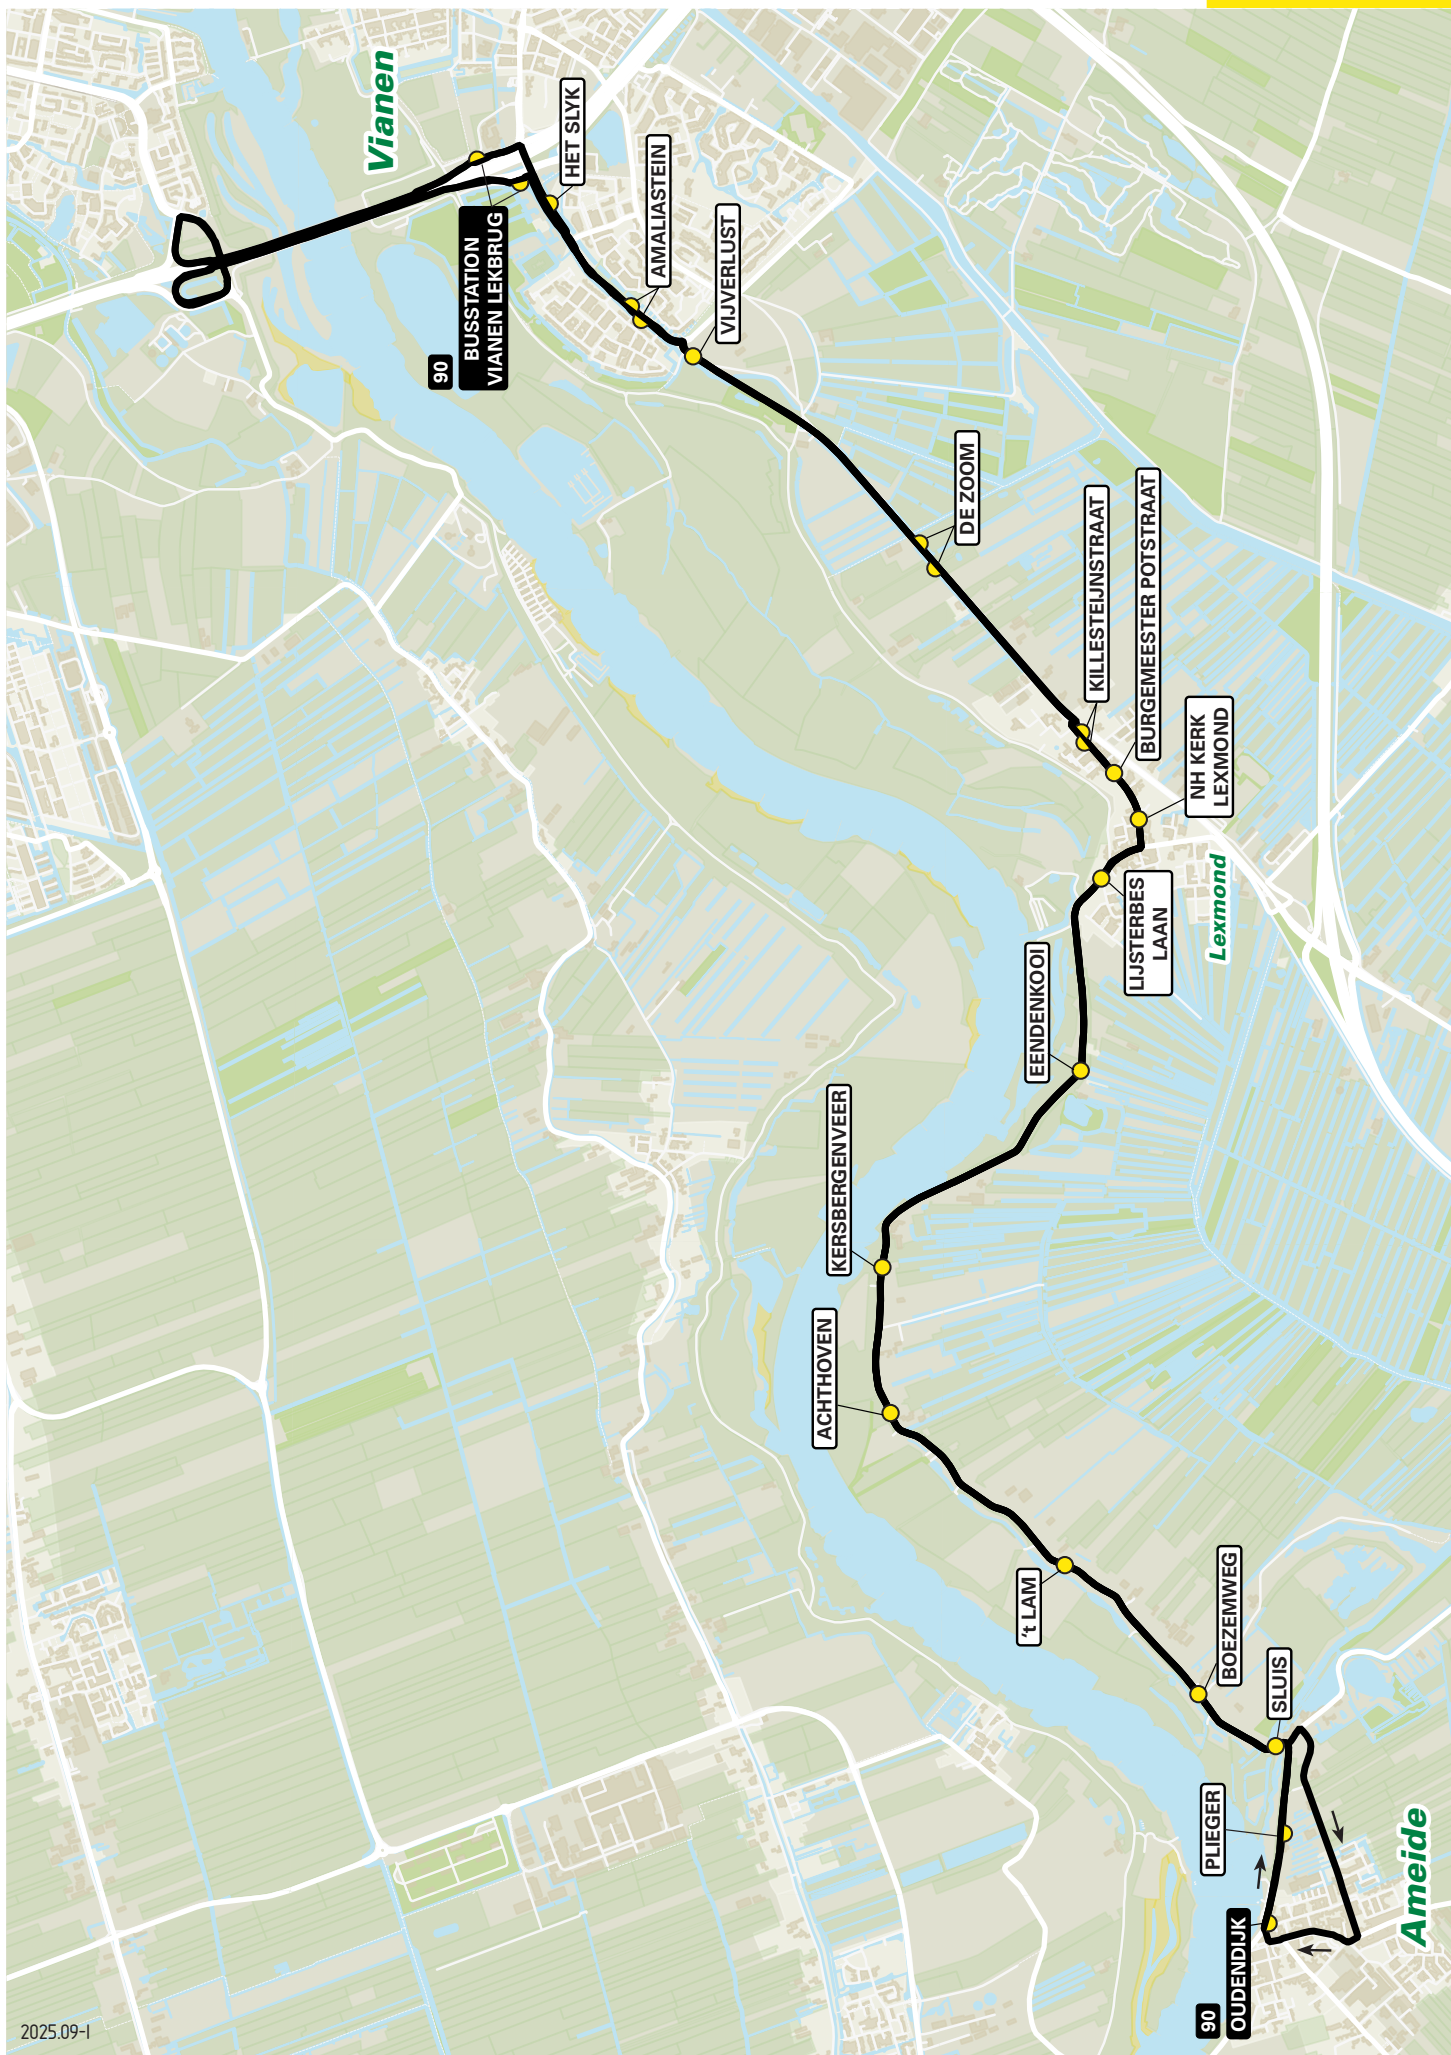 Vianen
HET SLYK
AMALIASTEIN
VIJVERLUST
90
BUSSTATION
VIANEN LEKBRUG
DE ZOOM
KILLESTEIJNSTRAAT
BURGEMEESTER POTSTRAAT
NH KERK
LEXMOND
Lexmond
LIJSTERBES
LAAN
EENDENKOOI
KERSBERGENVEER
ACHTHOVEN
‘t LAM
BOEZEMWEG
SLUIS
PLIEGER
90
OUDENDIJK
Ameide
2025.09-I